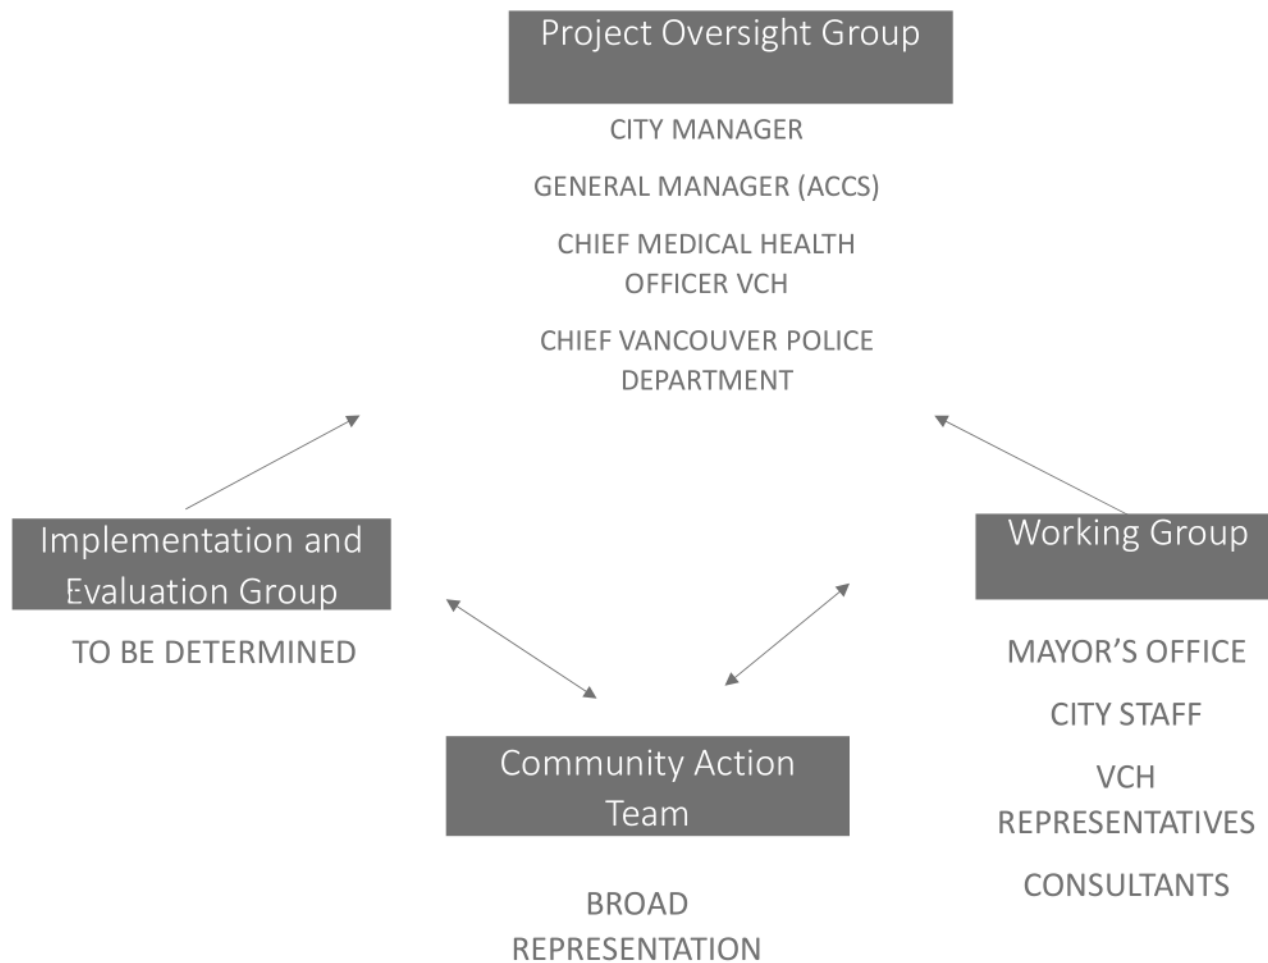 Project Oversight Group
CITY MANAGER
GENERAL MANAGER (ACCS)
CHIEF MEDICAL HEALTH
OFFICER VCH
CHIEF VANCOUVER POLICE
DEPARTMENT
Implementation and
Evaluation Group
TO BE DETERMINED
Working Group
MAYOR’S OFFICE
CITY STAFF
VCH
REPRESENTATIVES
CONSULTANTS
Community Action
Team
BROAD
REPRESENTATION